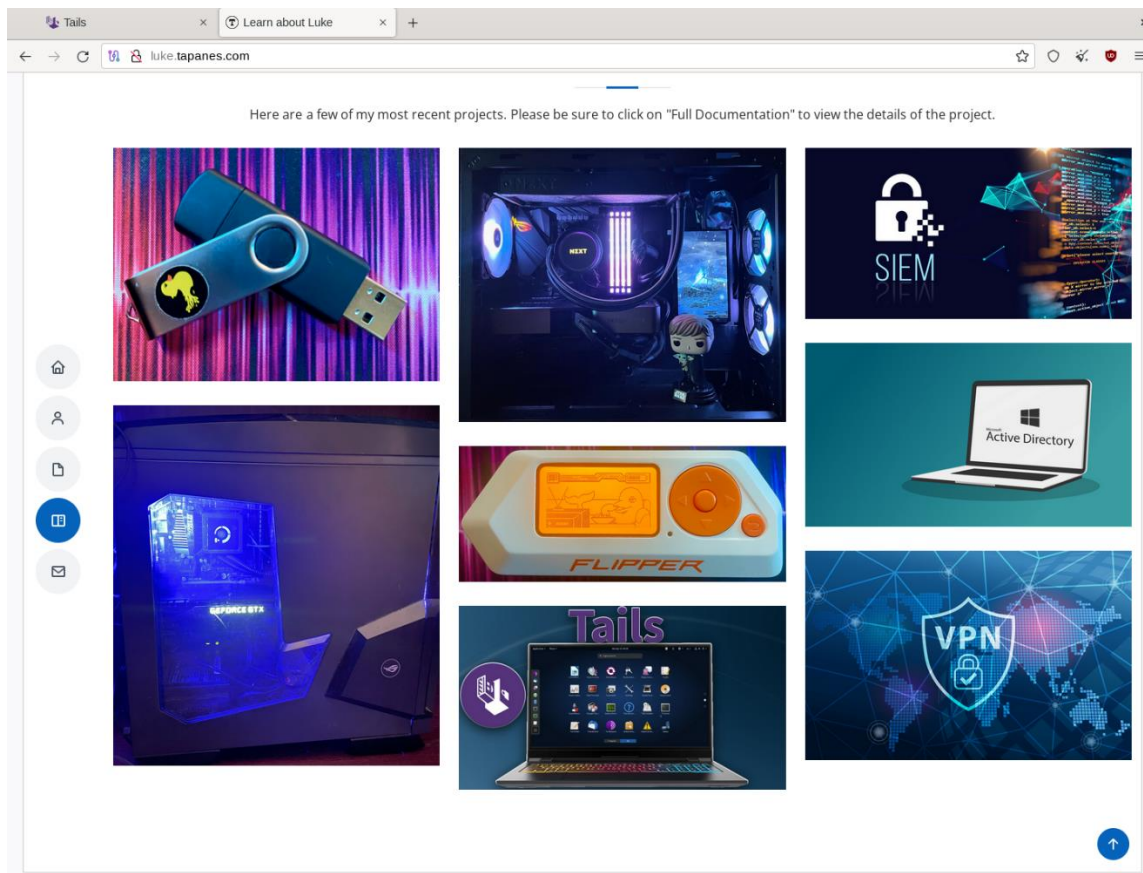 Tails
Learn about Luke
luke.tapanes.com
Here are a few of my most recent projects. Please be sure to click on "Full Documentation" to view the details of the project.
NZXT
SIEM
Microsoft
Active Directory
GEFORCE GTX
FLIPPER
Tails
VPN